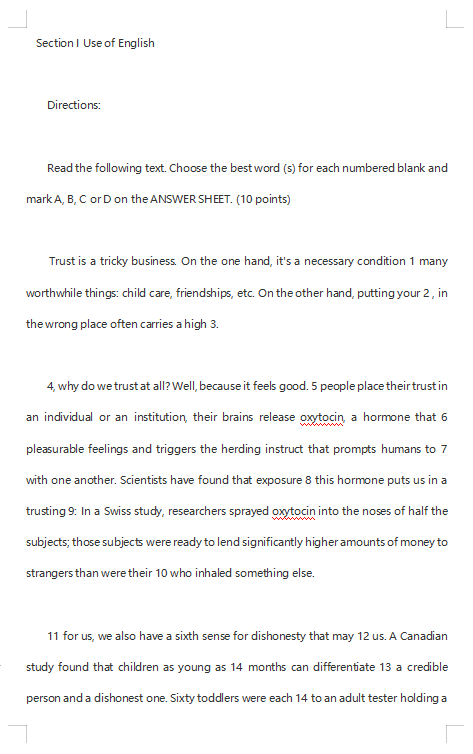 Section I Use of English
Directions:
Read the following text. Choose the best word (s) for each numbered blank and
mark A, B, C or D on the ANSWER SHEET. (10 points)
Trust is a tricky business. On the one hand, it's a necessary condition 1 many
worthwhile things: child care, friendships, etc. On the other hand, putting your 2 , in
the wrong place often carries a high 3.
4, why do we trust at all? Well, because it feels good. 5 people place their trust in
an individual or an institution, their brains release oxytocin, a hormone that 6
pleasurable feelings and triggers the herding instruct that prompts humans to 7
with one another. Scientists have found that exposure 8 this hormone puts us in a
trusting 9: In a Swiss study, researchers sprayed oxytocin into the noses of half the
subjects; those subjects were ready to lend significantly higher amounts of money to
strangers than were their 10 who inhaled something else.
11 for us, we also have a sixth sense for dishonesty that may 12 us. A Canadian
study found that children as young as 14 months can differentiate 13 a credible
person and a dishonest one. Sixty toddlers were each 14 to an adult tester holding a